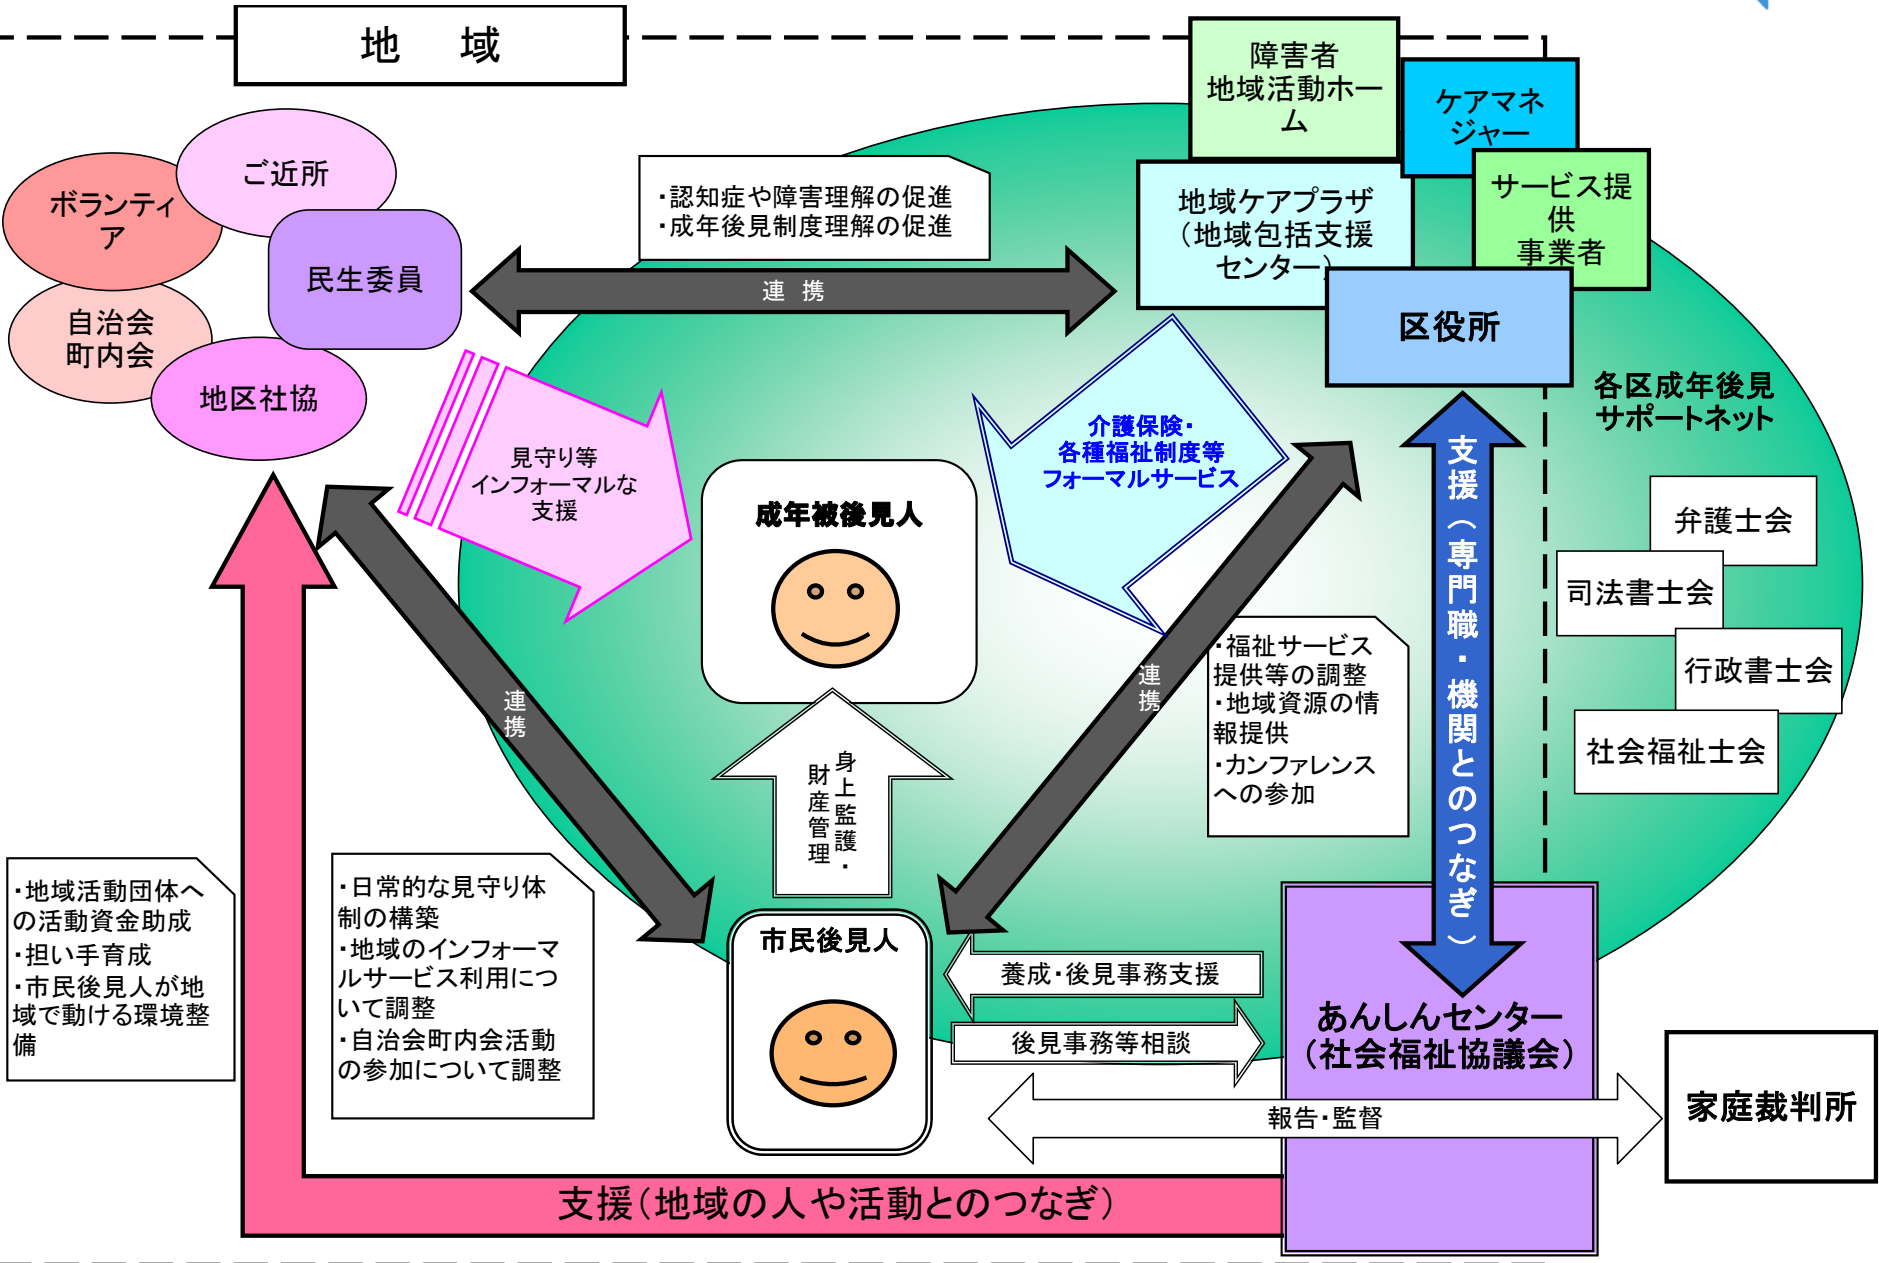 地　域
障害者
地域活動ホー
ム
ケアマネ
ジャー
サービス提
供
事業者
地域ケアプラザ
（地域包括支援
センター）
区役所
ご近所
ボランティ
ア
民生委員
自治会
町内会
地区社協
・認知症や障害理解の促進
・成年後見制度理解の促進
連　携
見守り等
インフォーマルな
支援
介護保険・
各種福祉制度等
フォーマルサービス
各区成年後見
サポートネット
弁護士会
司法書士会
行政書士会
社会福祉士会
成年被後見人
連携
連携
・福祉サービス
提供等の調整
・地域資源の情
報提供
・カンファレンス
への参加
支援（専門職・機関とのつなぎ）
身上監護・
財産管理
・地域活動団体へ
の活動資金助成
・担い手育成
・市民後見人が地
域で動ける環境整
備
・日常的な見守り体
制の構築
・地域のインフォーマ
ルサービス利用につ
いて調整
・自治会町内会活動
の参加について調整
市民後見人
養成・後見事務支援
後見事務等相談
あんしんセンター
（社会福祉協議会）
報告・監督
家庭裁判所
支援（地域の人や活動とのつなぎ）